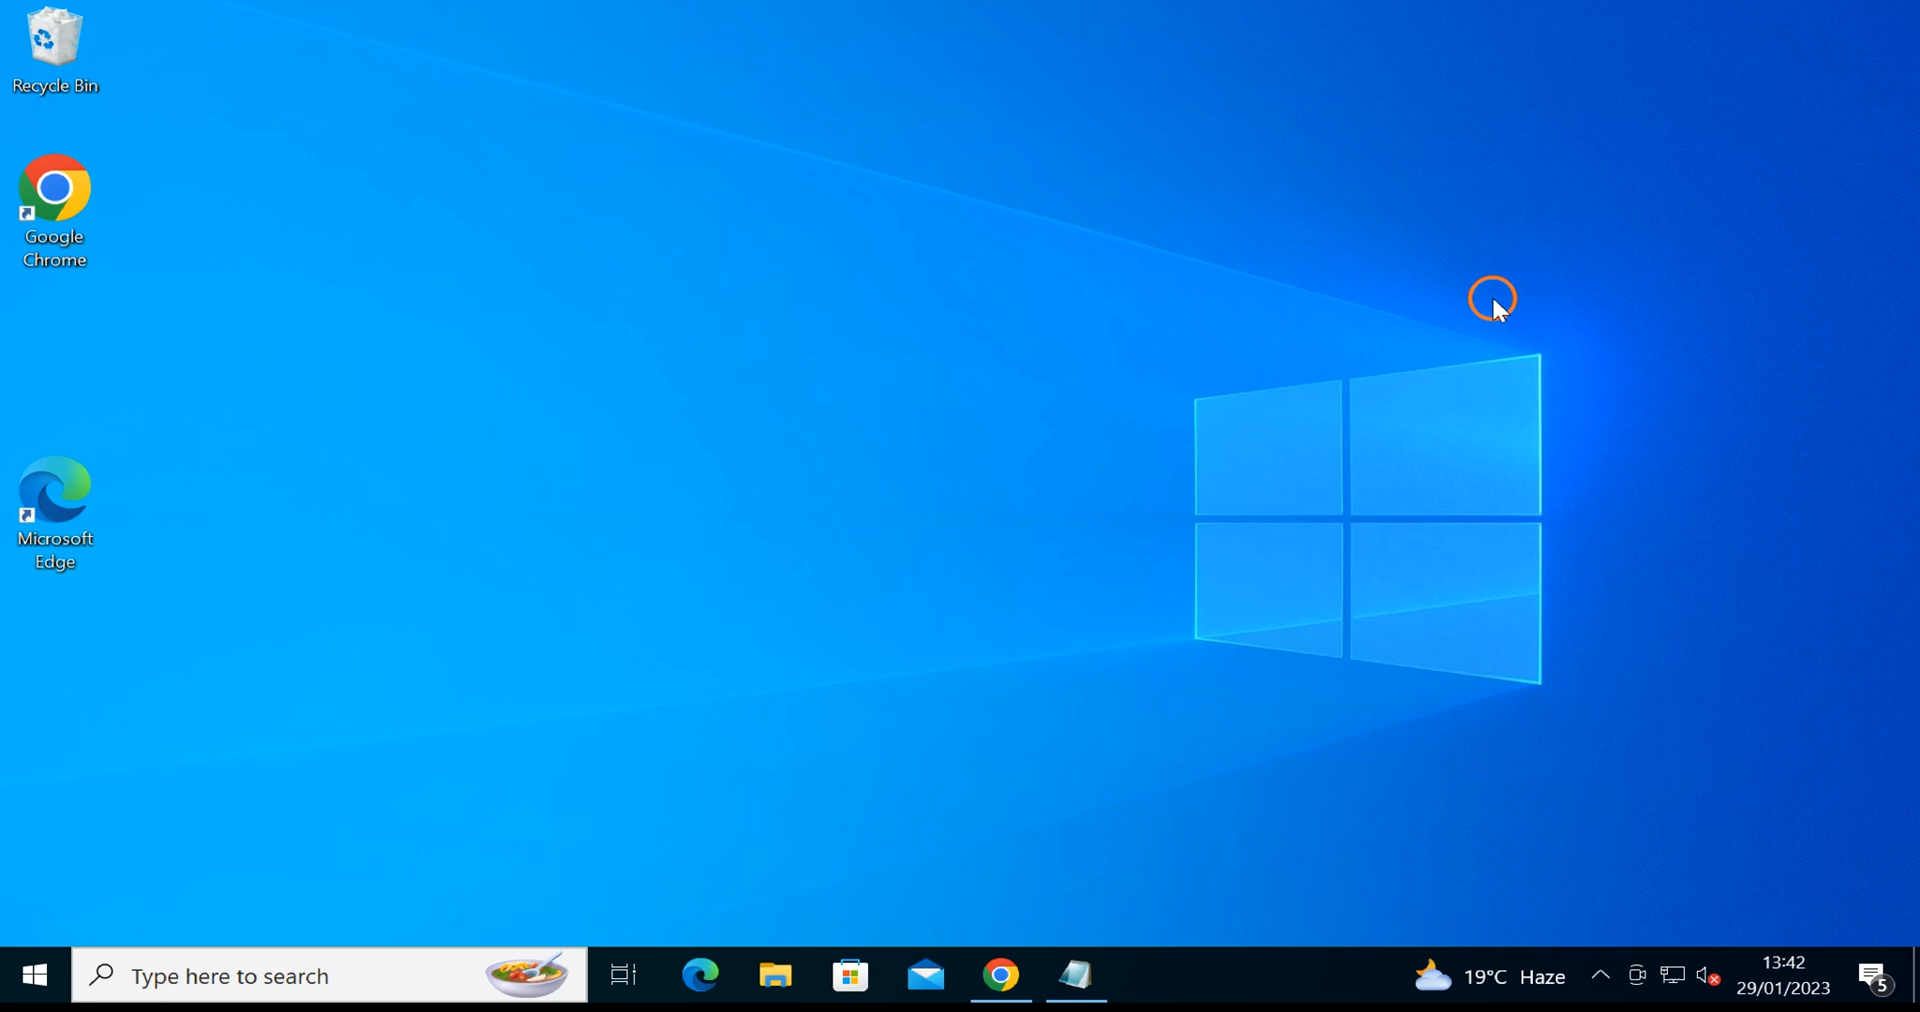 Recycle Bin
Google
Chrome
Microsoft
Edge
Type here to search
19°C Haze
13:42
29/01/2023
5